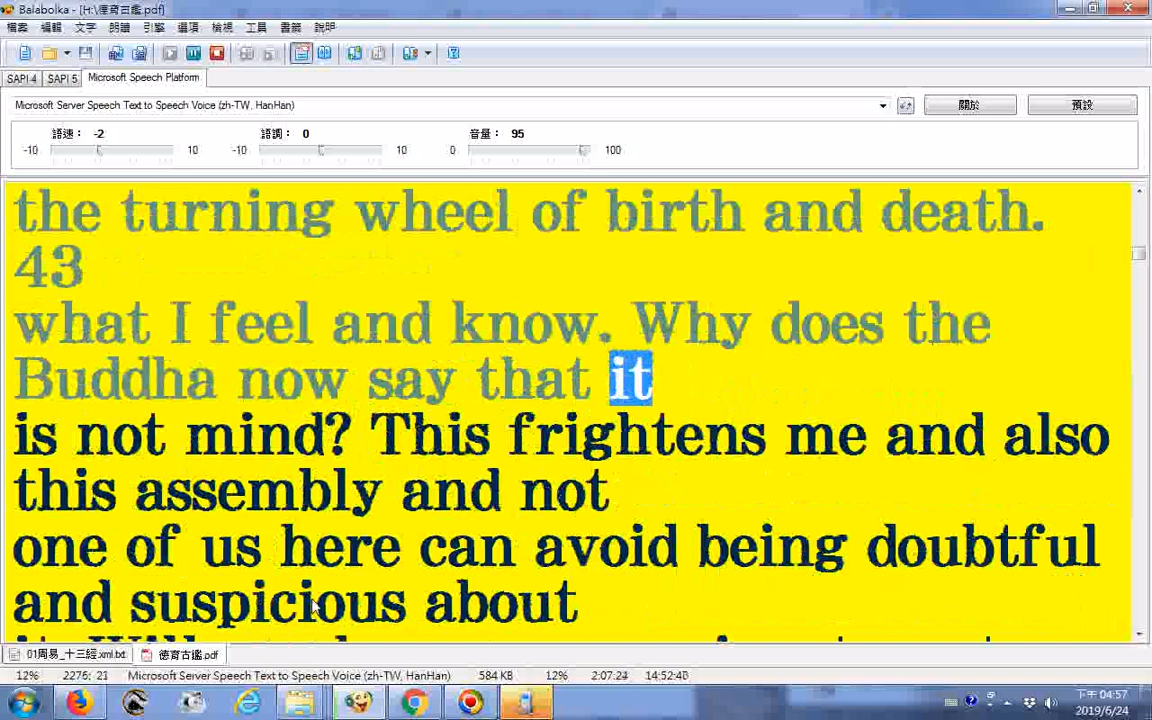 Balabolka - [H:\德育古鑑.pdf]
檔案 編輯 文字 朗讀 引擎 選項 檢視 工具 書籤 說明
SAPI 4 SAPI 5 Microsoft Speech Platform
Microsoft Server Speech Text to Speech Voice (zh-TW, HanHan) 關於 預設
語速： -2 語調： 0 音量： 95
-10 10 -10 10 0 100
the turning wheel of birth and death.
43
what I feel and know. Why does the
Buddha now say that it
is not mind? This frightens me and also
this assembly and not
one of us here can avoid being doubtful
and suspicious about
01周易_十三經.xml.txt 德育古鑑.pdf
12% 2276; 21 Microsoft Server Speech Text to Speech Voice (zh-TW, HanHan) 584 KB 12% 2:07:24 14:52:40
下午 04:57
2019/6/24